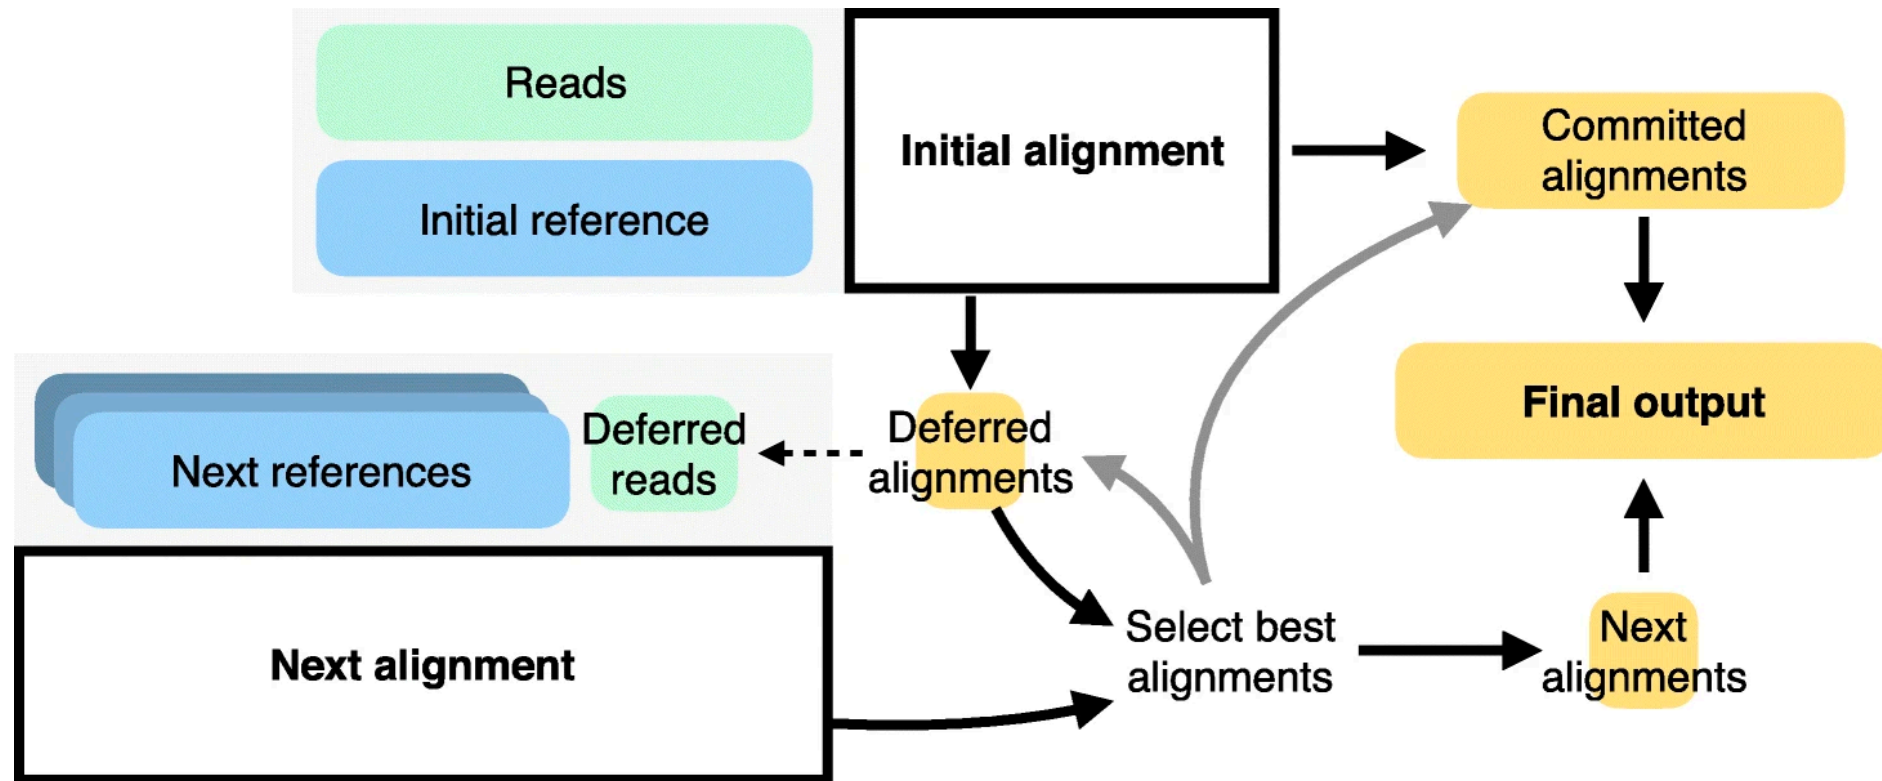 Reads
Initial reference
Initial alignment
Committed
alignments
Final output
Deferred
alignments
Deferred
reads
Next references
Next alignment
Select best
alignments
Next
alignments